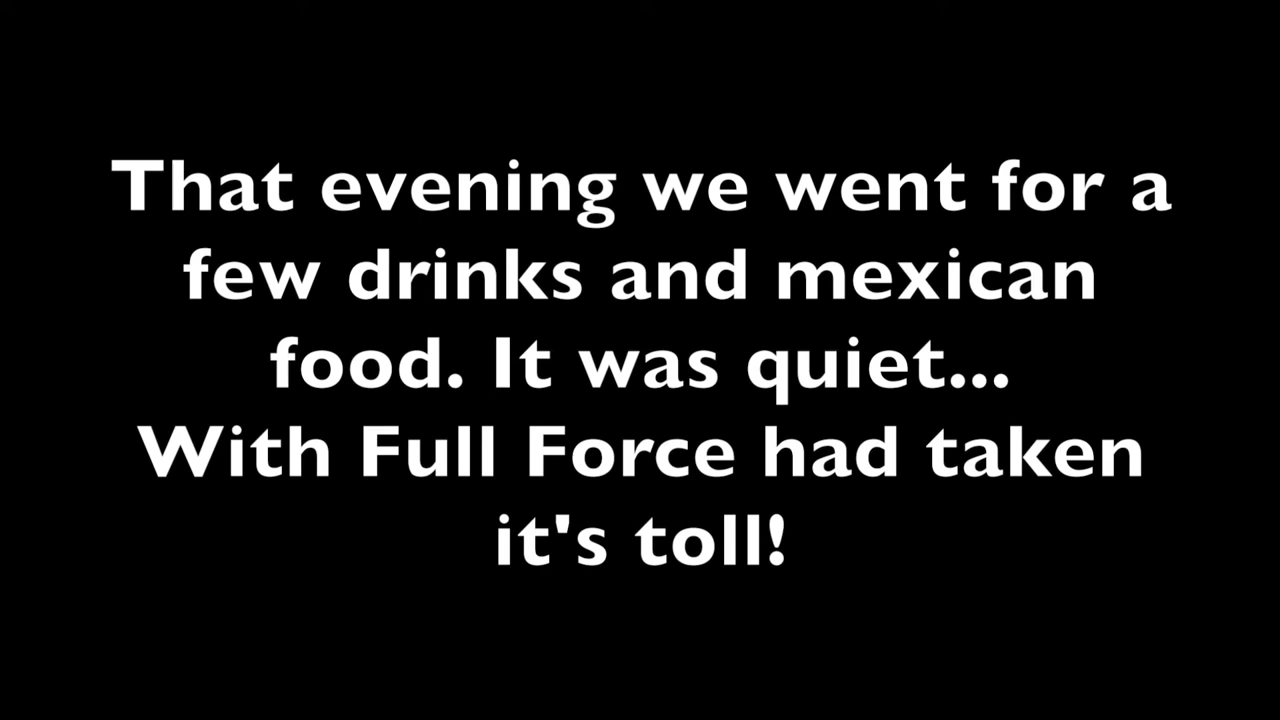 That evening we went for a
few drinks and mexican
food. It was quiet...
With Full Force had taken
it's toll!